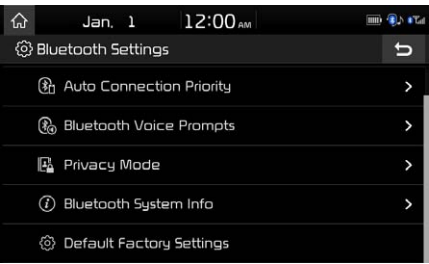 Jan. 1 12:00 AM
Bluetooth Settings
Auto Connection Priority
Bluetooth Voice Prompts
Privacy Mode
Bluetooth System Info
Default Factory Settings